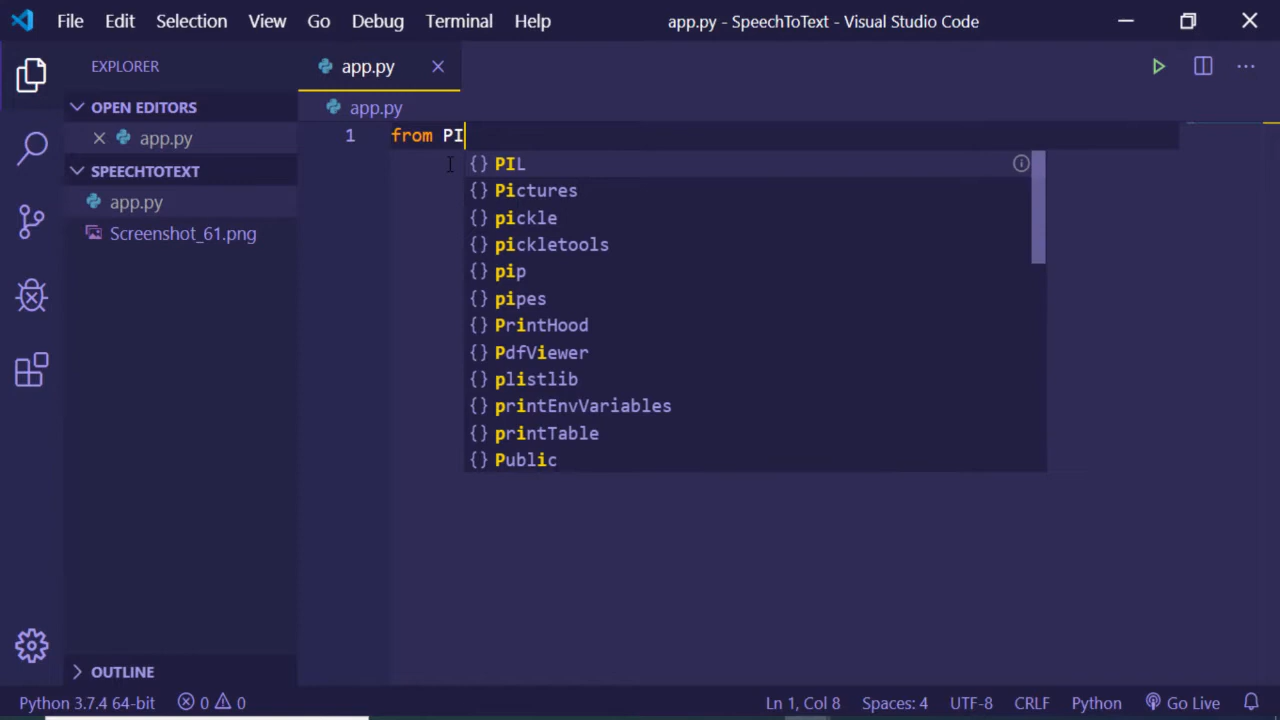 File Edit Selection View Go Debug Terminal Help app.py - SpeechToText - Visual Studio Code
EXPLORER
OPEN EDITORS
app.py
SPEECHTOTEXT
app.py
Screenshot_61.png
OUTLINE
app.py
app.py
1 from PI
{} PIL
{} Pictures
{} pickle
{} pickletools
{} pip
{} pipes
{} PrintHood
{} PdfViewer
{} plistlib
{} printEnvVariables
{} printTable
{} Public
Python 3.7.4 64-bit 0 0 Ln 1, Col 8 Spaces: 4 UTF-8 CRLF Python Go Live